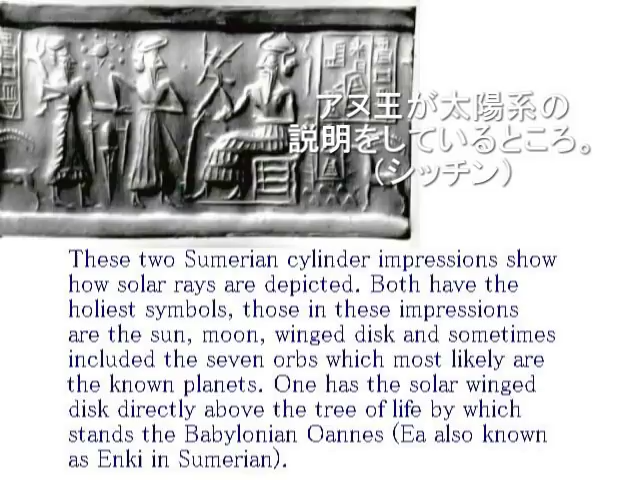 アヌ王が太陽系の
説明をしているところ。
(シッチン)
These two Sumerian cylinder impressions show
how solar rays are depicted. Both have the
holiest symbols, those in these impressions
are the sun, moon, winged disk and sometimes
included the seven orbs which most likely are
the known planets. One has the solar winged
disk directly above the tree of life by which
stands the Babylonian Oannes (Ea also known
as Enki in Sumerian).